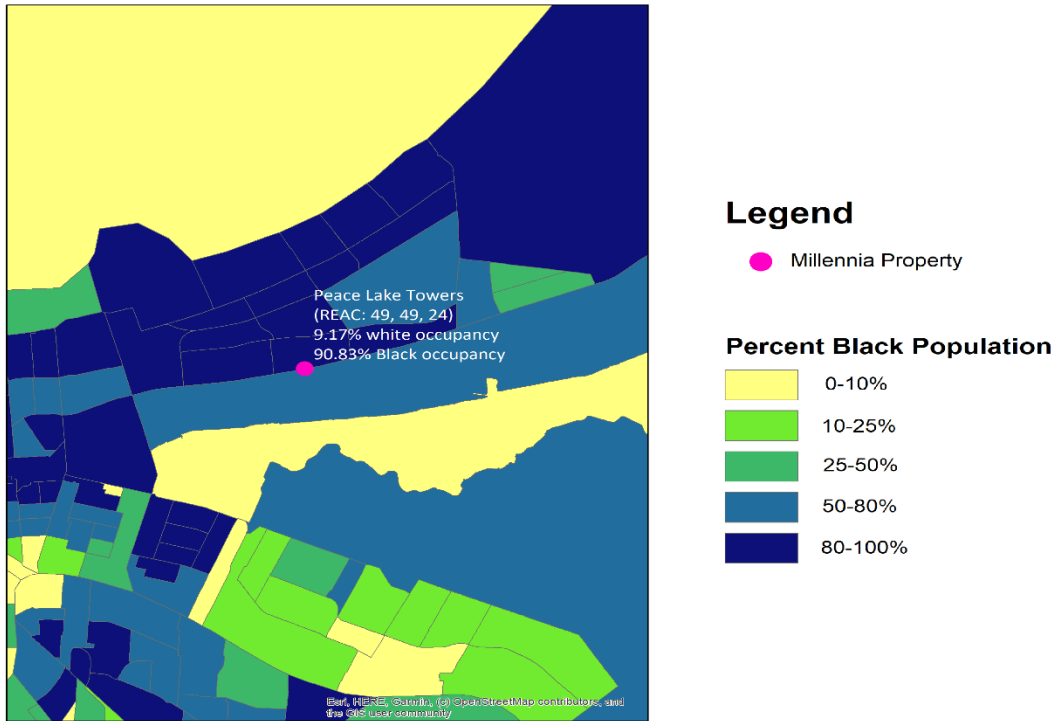 Peace Lake Towers
(REAC: 49, 49, 24)
9.17% white occupancy
90.83% Black occupancy
Esri, HERE, Garmin, (c) OpenStreetMap contributors, and
the GIS user community
Legend
Millennia Property
Percent Black Population
0-10%
10-25%
25-50%
50-80%
80-100%